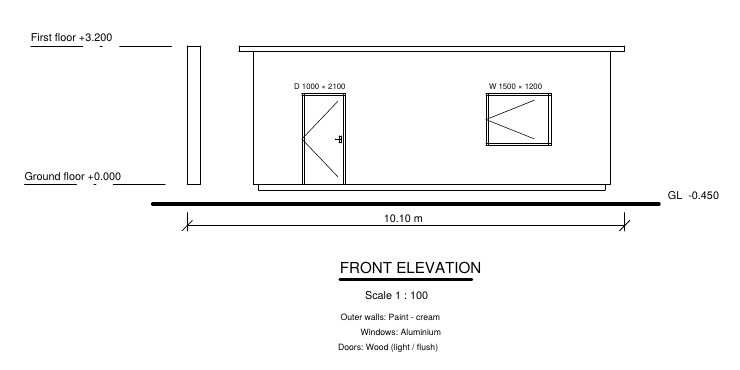 First floor +3.200
D 1000 × 2100
W 1500 × 1200
Ground floor +0.000
GL -0.450
10.10 m
FRONT ELEVATION
Scale 1 : 100
Outer walls: Paint - cream
Windows: Aluminium
Doors: Wood (light / flush)